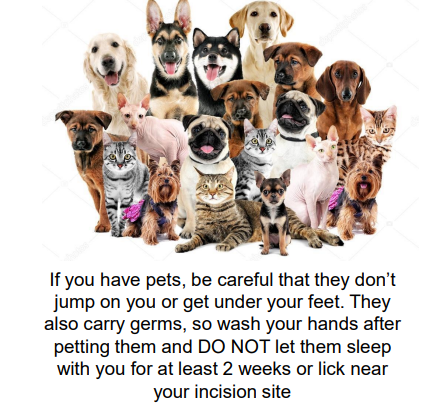 If you have pets, be careful that they don't
jump on you or get under your feet. They
also carry germs, so wash your hands after
petting them and DO NOT let them sleep
with you for at least 2 weeks or lick near
your incision site